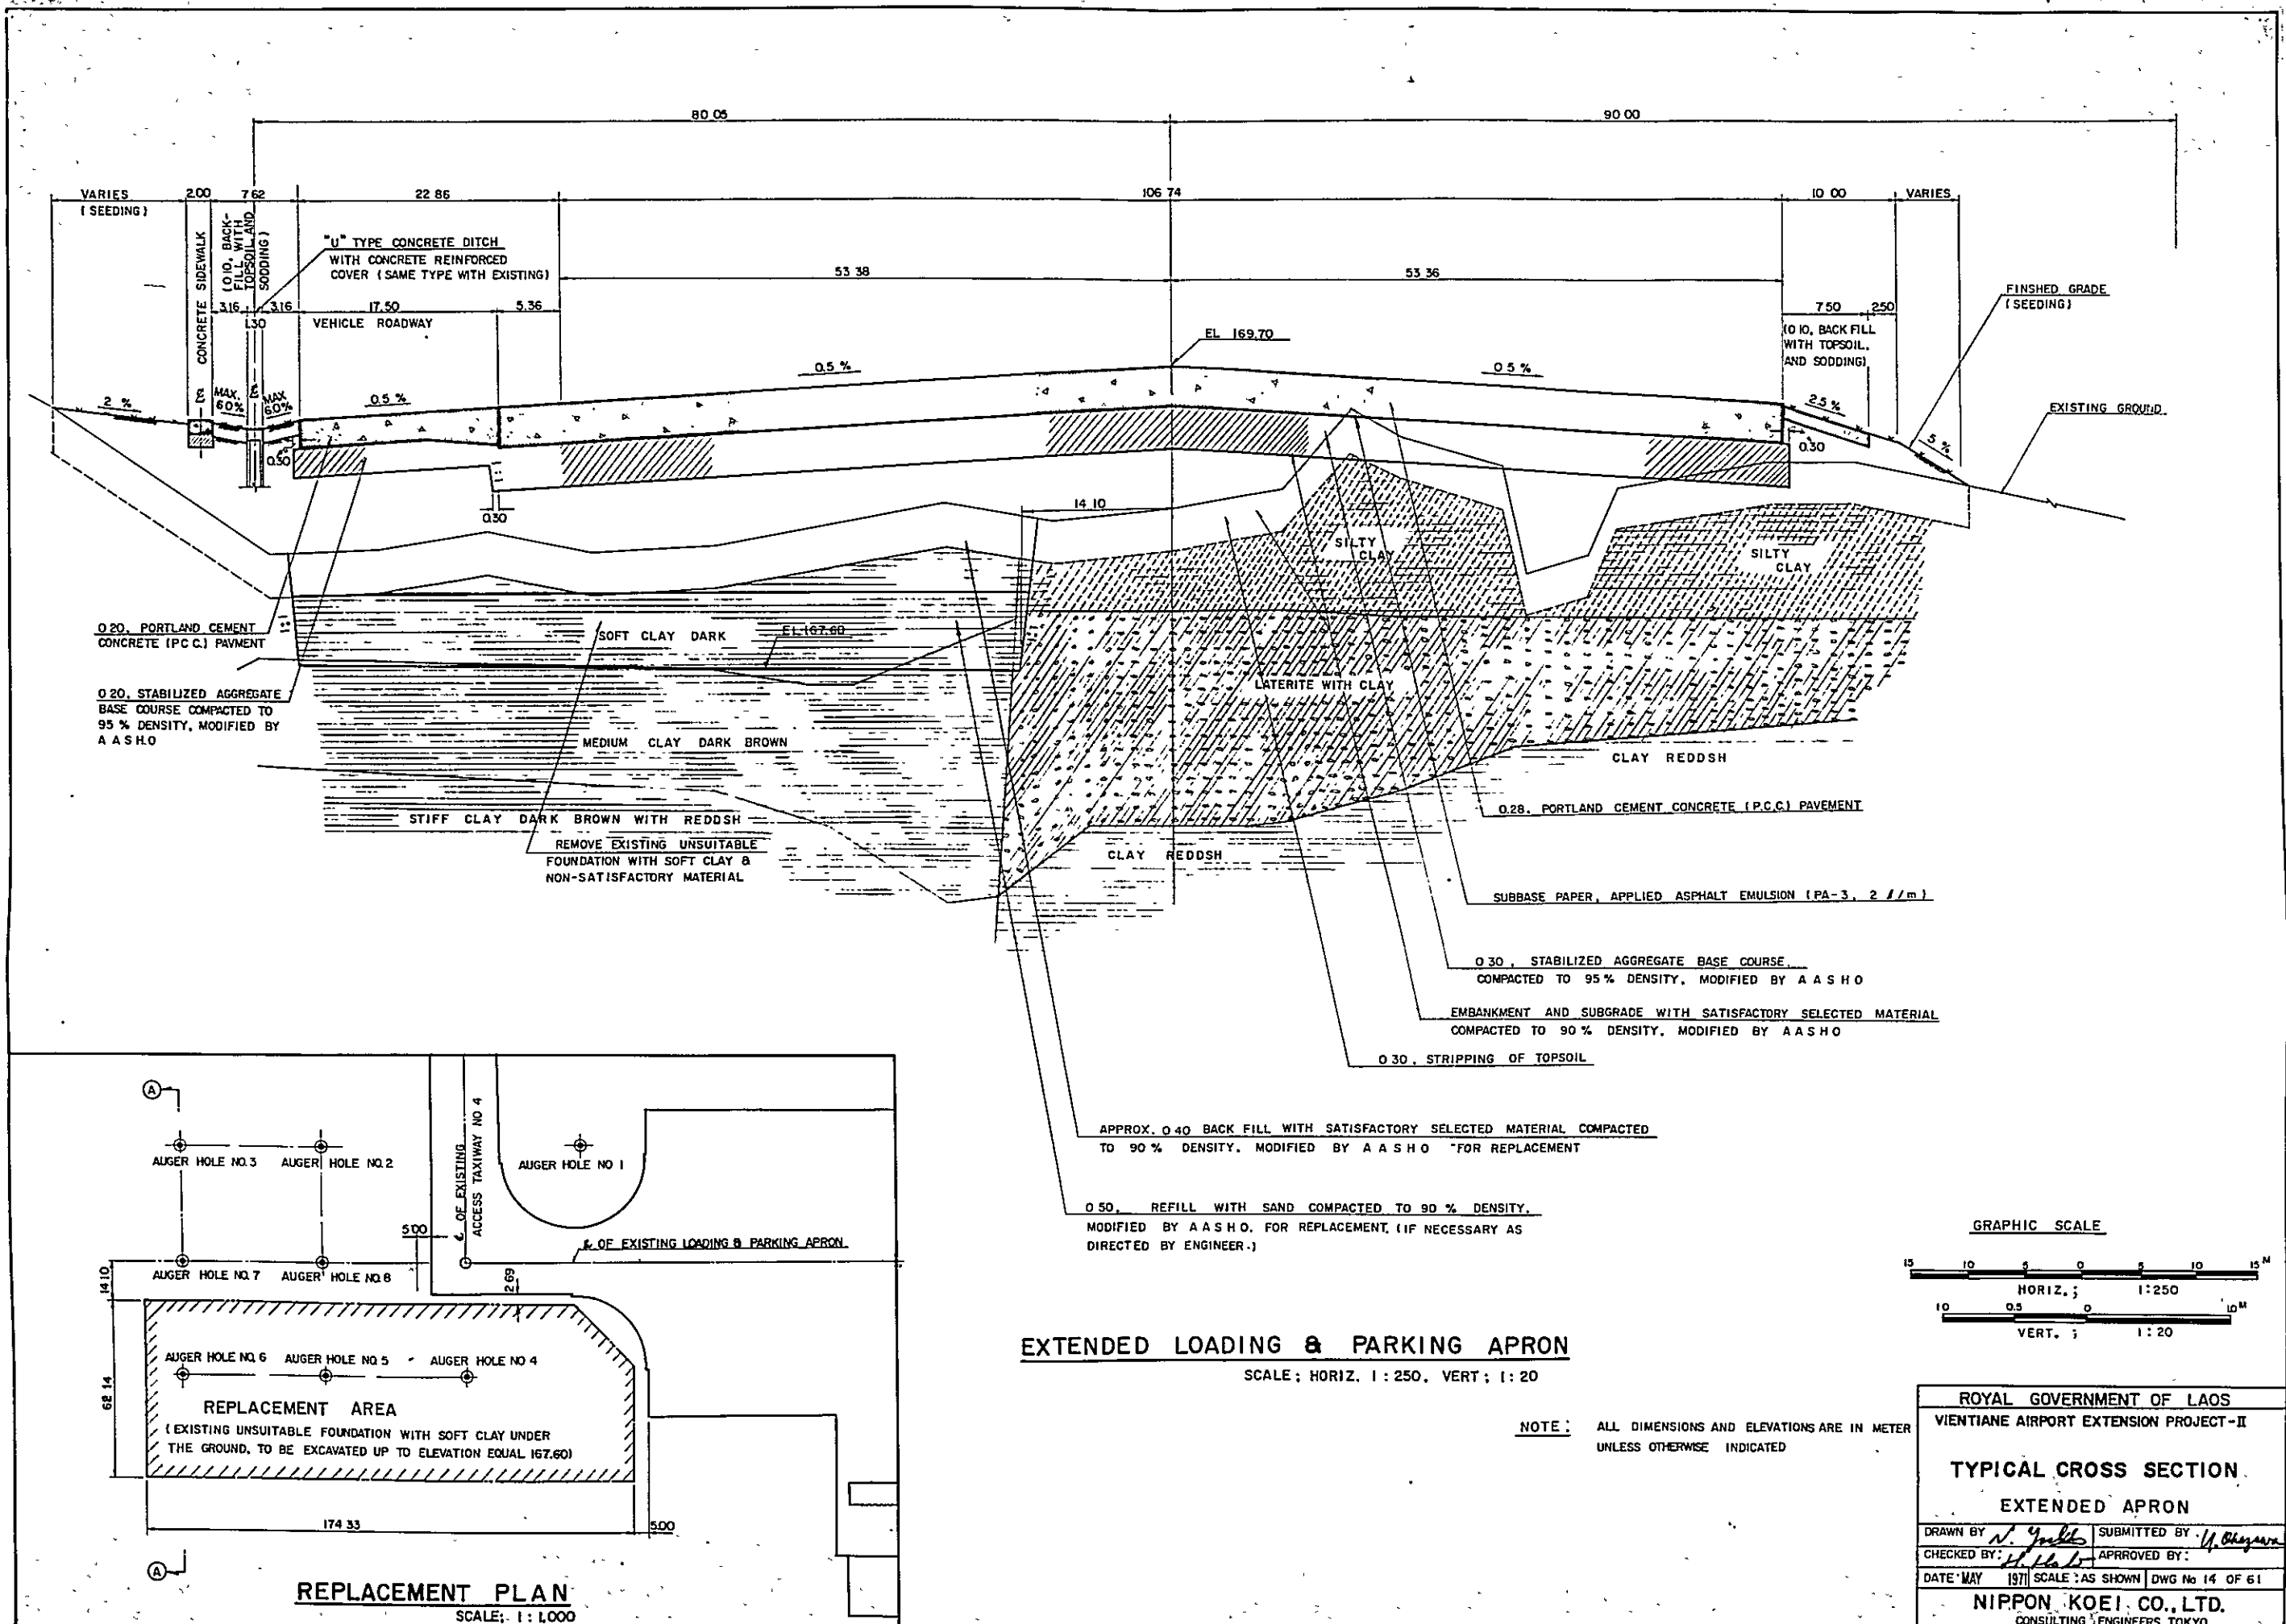 80 05
90 00
VARIES
( SEEDING )
2.00
7 62
22 86
106 74
10 00
VARIES
CONCRETE SIDEWALK
(0 10, BACK-
FILL WITH
TOPSOIL AND
SODDING)
"U" TYPE CONCRETE DITCH
WITH CONCRETE REINFORCED
COVER ( SAME TYPE WITH EXISTING)
53 38
53 36
3.16
3.16
1.30
17.50
5.36
VEHICLE ROADWAY
7 50
2 50
(0 10, BACK FILL
WITH TOPSOIL,
AND SODDING)
FINSHED GRADE
( SEEDING )
EL 169.70
0.5 %
0 5 %
2 %
MAX.
60%
MAX
60%
0.5 %
2.5 %
5 %
EXISTING GROUND
0.30
0.30
1:1
0.30
14 10
SILTY
CLAY
SILTY
CLAY
1:1
0 20, PORTLAND CEMENT
CONCRETE (P C C.) PAVMENT
SOFT CLAY DARK
EL 167.60
0 20, STABILIZED AGGREGATE
BASE COURSE COMPACTED TO
95 % DENSITY, MODIFIED BY
A A S H.O
LATERITE WITH CLAY
MEDIUM CLAY DARK BROWN
CLAY REDDSH
STIFF CLAY DARK BROWN WITH REDDSH
REMOVE EXISTING UNSUITABLE
FOUNDATION WITH SOFT CLAY &
NON-SATISFACTORY MATERIAL
CLAY REDDSH
0.28, PORTLAND CEMENT CONCRETE ( P.C.C.) PAVEMENT
SUBBASE PAPER, APPLIED ASPHALT EMULSION ( PA-3, 2 l/m )
0 30, STABILIZED AGGREGATE BASE COURSE,
COMPACTED TO 95 % DENSITY, MODIFIED BY A A S H O
EMBANKMENT AND SUBGRADE WITH SATISFACTORY SELECTED MATERIAL
COMPACTED TO 90 % DENSITY, MODIFIED BY A A S H O
0 30, STRIPPING OF TOPSOIL
APPROX. 0 40 BACK FILL WITH SATISFACTORY SELECTED MATERIAL COMPACTED
TO 90 % DENSITY, MODIFIED BY A A S H O FOR REPLACEMENT
0 50, REFILL WITH SAND COMPACTED TO 90 % DENSITY,
MODIFIED BY A A S H O. FOR REPLACEMENT, ( IF NECESSARY AS
DIRECTED BY ENGINEER.)
A
AUGER HOLE NO.3
AUGER HOLE NO.2
AUGER HOLE NO 1
℄ OF EXISTING
ACCESS TAXIWAY NO 4
5.00
℄ OF EXISTING LOADING & PARKING APRON
AUGER HOLE NO.7
AUGER HOLE NO.8
14 10
2 69
AUGER HOLE NO.6
AUGER HOLE NO.5
AUGER HOLE NO 4
62 14
REPLACEMENT AREA
( EXISTING UNSUITABLE FOUNDATION WITH SOFT CLAY UNDER
THE GROUND, TO BE EXCAVATED UP TO ELEVATION EQUAL 167.60)
174 33
5.00
A
REPLACEMENT PLAN
SCALE; 1 : 1,000
EXTENDED LOADING & PARKING APRON
SCALE; HORIZ. 1 : 250, VERT; 1 : 20
GRAPHIC SCALE
15 10 5 0 5 10 15 M
HORIZ.; 1:250
1.0 0.5 0 1.0 M
VERT. ; 1 : 20
NOTE: ALL DIMENSIONS AND ELEVATIONS ARE IN METER
UNLESS OTHERWISE INDICATED
ROYAL GOVERNMENT OF LAOS
VIENTIANE AIRPORT EXTENSION PROJECT-II
TYPICAL CROSS SECTION
EXTENDED APRON
DRAWN BY
SUBMITTED BY
CHECKED BY:
APRROVED BY:
DATE MAY 1971 SCALE : AS SHOWN DWG No 14 OF 61
NIPPON KOEI CO., LTD.
CONSULTING ENGINEERS TOKYO